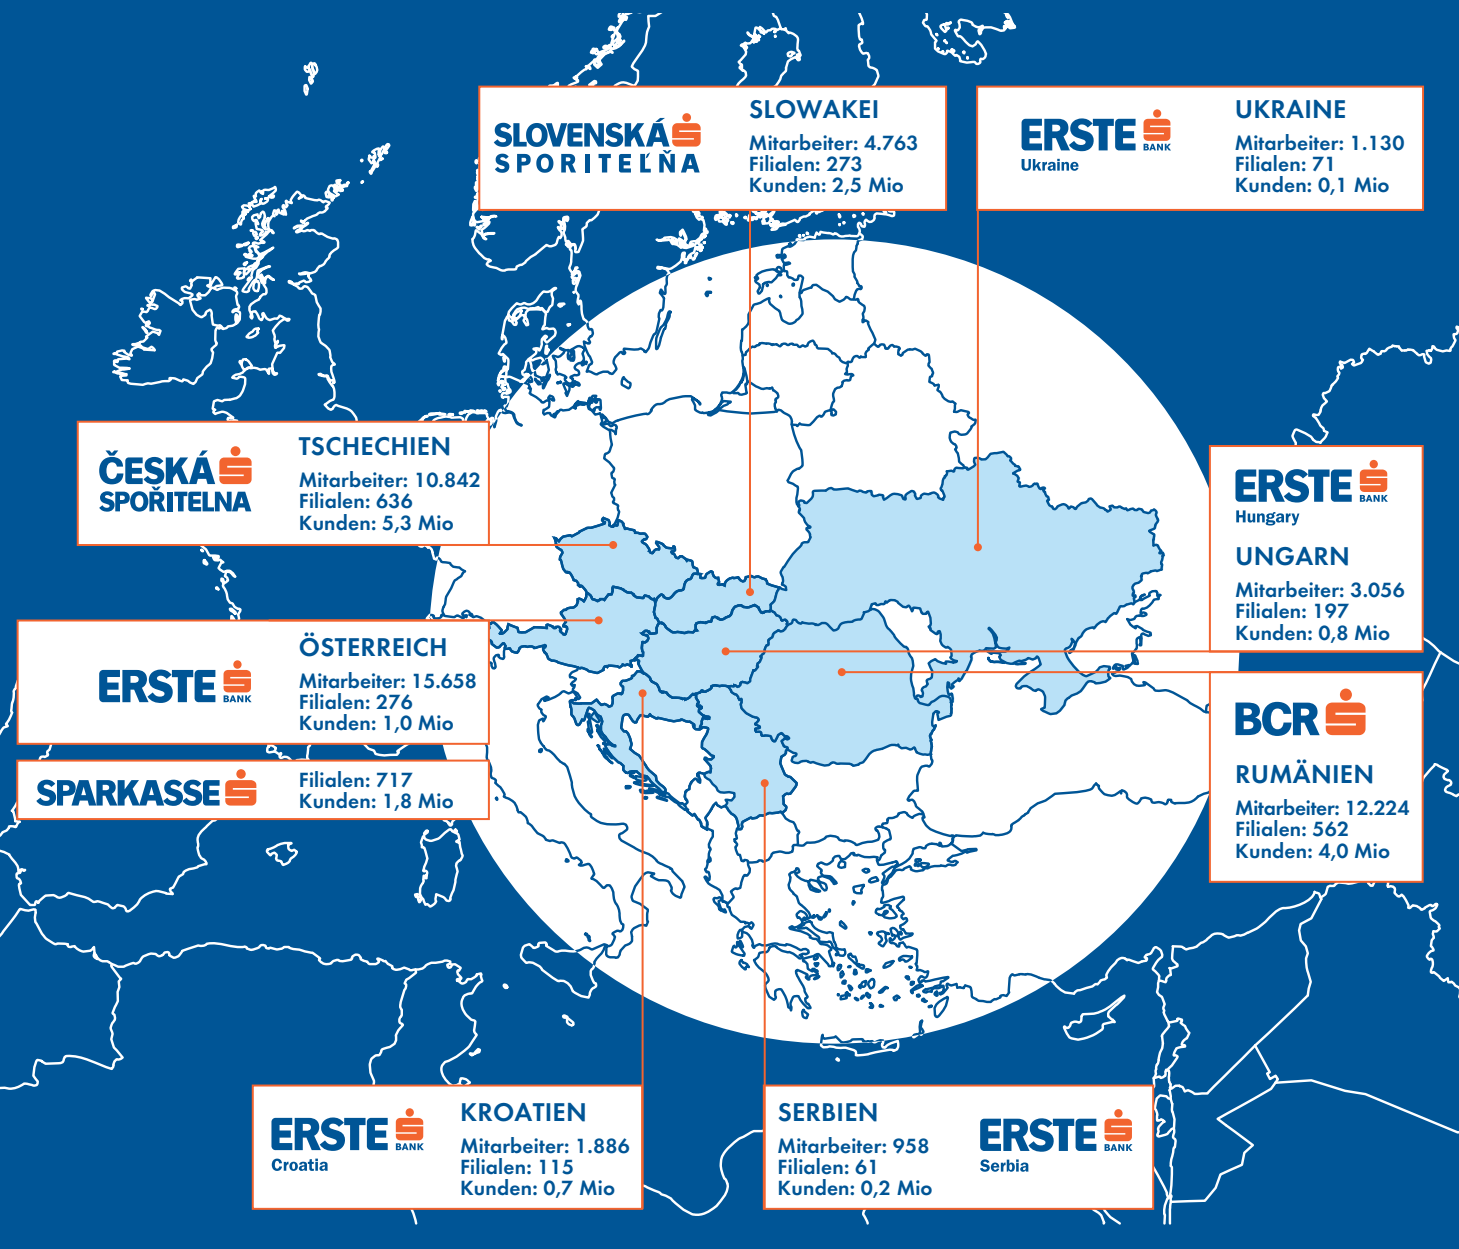 SLOVENSKÁ
SPORITEĽŇA
SLOWAKEI
Mitarbeiter: 4.763
Filialen: 273
Kunden: 2,5 Mio
ERSTE
BANK
Ukraine
UKRAINE
Mitarbeiter: 1.130
Filialen: 71
Kunden: 0,1 Mio
ČESKÁ
SPOŘITELNA
TSCHECHIEN
Mitarbeiter: 10.842
Filialen: 636
Kunden: 5,3 Mio
ERSTE
BANK
Hungary
UNGARN
Mitarbeiter: 3.056
Filialen: 197
Kunden: 0,8 Mio
ERSTE
BANK
ÖSTERREICH
Mitarbeiter: 15.658
Filialen: 276
Kunden: 1,0 Mio
SPARKASSE
Filialen: 717
Kunden: 1,8 Mio
BCR
RUMÄNIEN
Mitarbeiter: 12.224
Filialen: 562
Kunden: 4,0 Mio
ERSTE
BANK
Croatia
KROATIEN
Mitarbeiter: 1.886
Filialen: 115
Kunden: 0,7 Mio
SERBIEN
Mitarbeiter: 958
Filialen: 61
Kunden: 0,2 Mio
ERSTE
BANK
Serbia